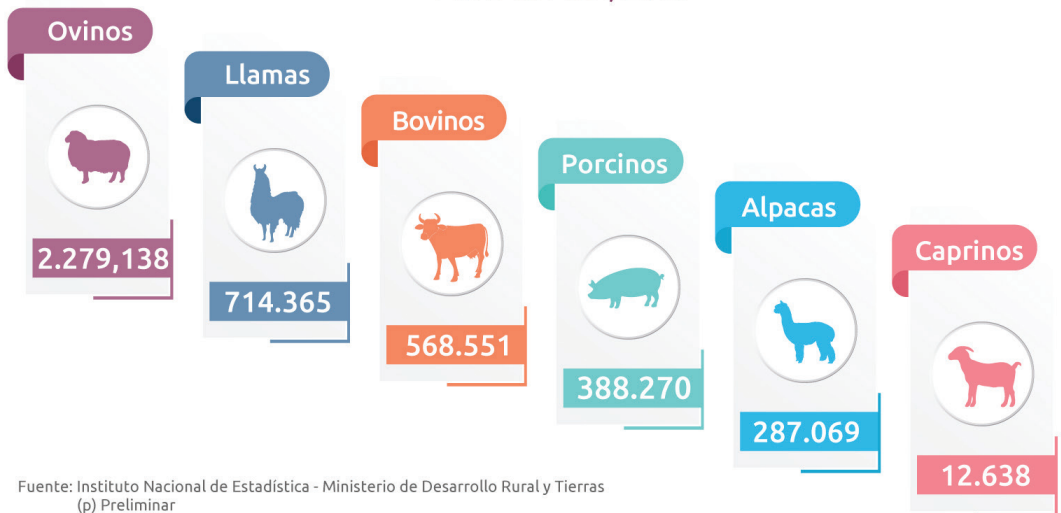 Ovinos
2.279,138
Llamas
714.365
Bovinos
568.551
Porcinos
388.270
Alpacas
287.069
Caprinos
12.638
Fuente: Instituto Nacional de Estadística - Ministerio de Desarrollo Rural y Tierras
(p) Preliminar